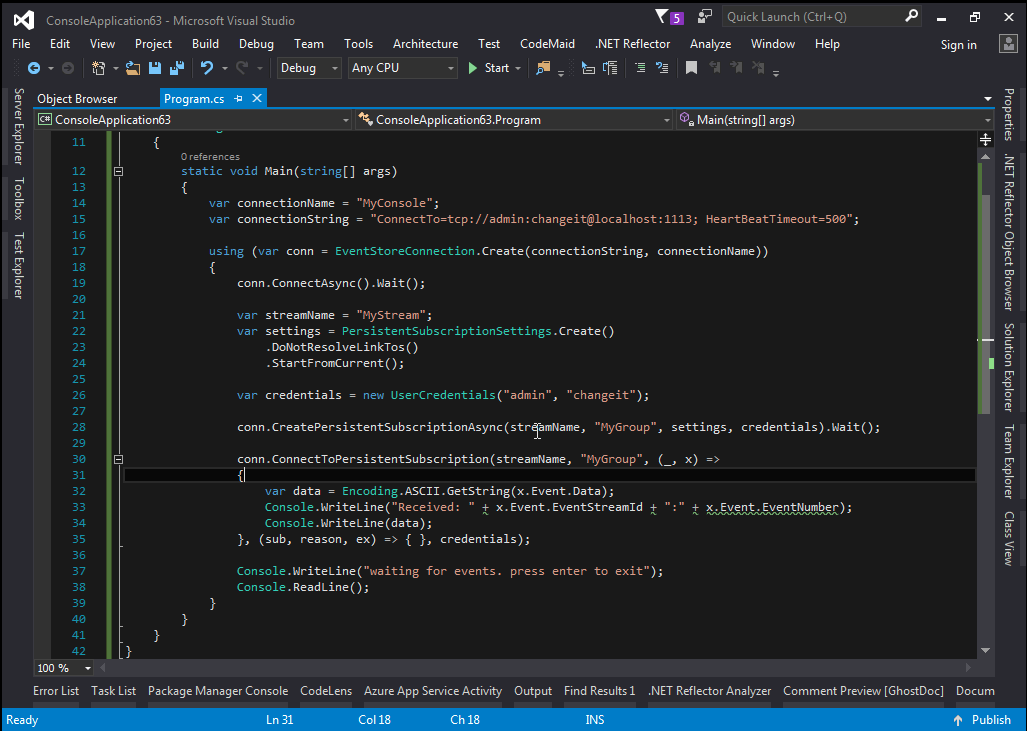 ConsoleApplication63 - Microsoft Visual Studio
5
Quick Launch (Ctrl+Q)
File Edit View Project Build Debug Team Tools Architecture Test CodeMaid .NET Reflector Analyze Window Help Sign in
Debug Any CPU Start
Object Browser Program.cs
C# ConsoleApplication63 ConsoleApplication63.Program Main(string[] args)
Server Explorer
Toolbox
Test Explorer
11 {
0 references
12 static void Main(string[] args)
13 {
14 var connectionName = "MyConsole";
15 var connectionString = "ConnectTo=tcp://admin:changeit@localhost:1113; HeartBeatTimeout=500";
16
17 using (var conn = EventStoreConnection.Create(connectionString, connectionName))
18 {
19 conn.ConnectAsync().Wait();
20
21 var streamName = "MyStream";
22 var settings = PersistentSubscriptionSettings.Create()
23 .DoNotResolveLinkTos()
24 .StartFromCurrent();
25
26 var credentials = new UserCredentials("admin", "changeit");
27
28 conn.CreatePersistentSubscriptionAsync(streamName, "MyGroup", settings, credentials).Wait();
29
30 conn.ConnectToPersistentSubscription(streamName, "MyGroup", (_, x) =>
31 {
32 var data = Encoding.ASCII.GetString(x.Event.Data);
33 Console.WriteLine("Received: " + x.Event.EventStreamId + ":" + x.Event.EventNumber);
34 Console.WriteLine(data);
35 }, (sub, reason, ex) => { }, credentials);
36
37 Console.WriteLine("waiting for events. press enter to exit");
38 Console.ReadLine();
39 }
40 }
41 }
42 }
Properties
.NET Reflector Object Browser
Solution Explorer
Team Explorer
Class View
100 %
Error List Task List Package Manager Console CodeLens Azure App Service Activity Output Find Results 1 .NET Reflector Analyzer Comment Preview [GhostDoc] Docum
Ready Ln 31 Col 18 Ch 18 INS Publish